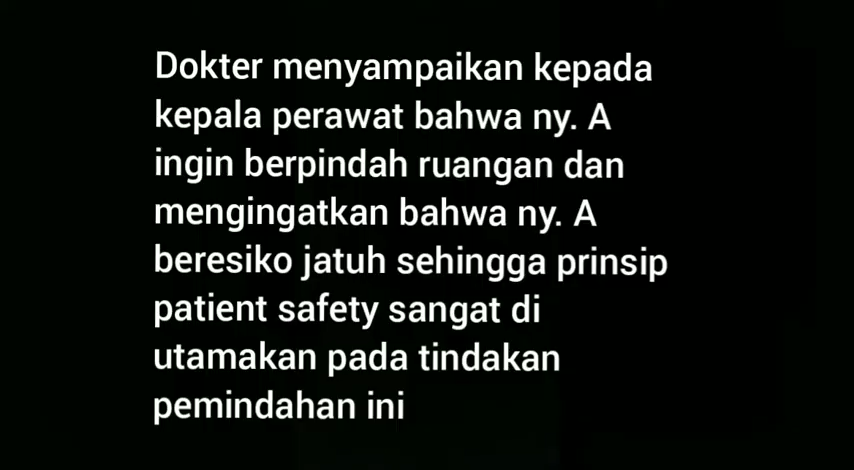 Dokter menyampaikan kepada
kepala perawat bahwa ny. A
ingin berpindah ruangan dan
mengingatkan bahwa ny. A
beresiko jatuh sehingga prinsip
patient safety sangat di
utamakan pada tindakan
pemindahan ini